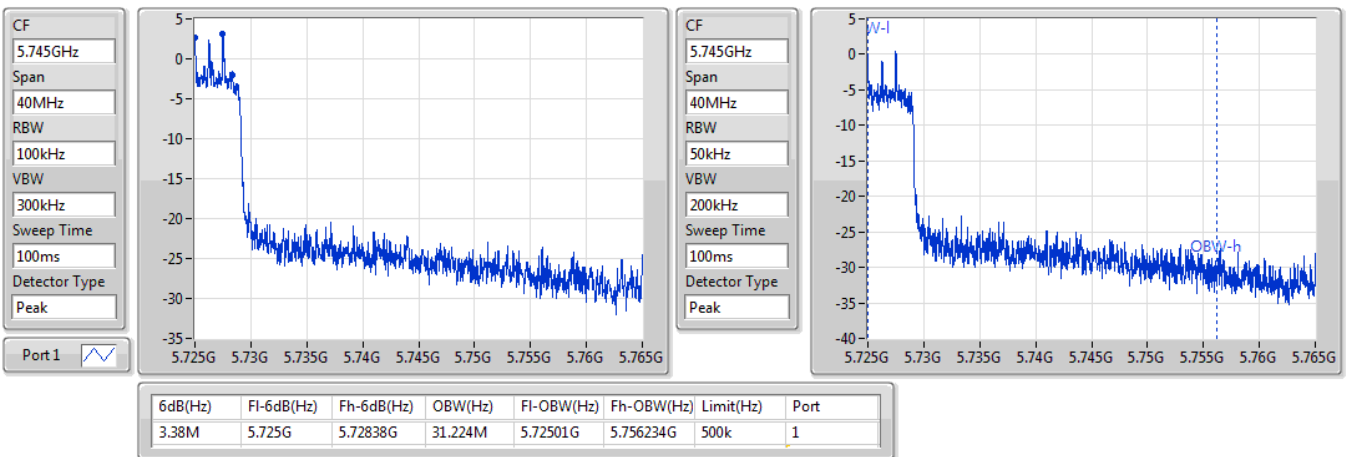 CF
5.745GHz
Span
40MHz
RBW
100kHz
VBW
300kHz
Sweep Time
100ms
Detector Type
Peak
Port 1
5
0
-5
-10
-15
-20
-25
-30
-35
5.725G 5.73G 5.735G 5.74G 5.745G 5.75G 5.755G 5.76G 5.765G
CF
5.745GHz
Span
40MHz
RBW
50kHz
VBW
200kHz
Sweep Time
100ms
Detector Type
Peak
5
0
-5
-10
-15
-20
-25
-30
-35
-40
W-l
OBW-h
5.725G 5.73G 5.735G 5.74G 5.745G 5.75G 5.755G 5.76G 5.765G
6dB(Hz) Fl-6dB(Hz) Fh-6dB(Hz) OBW(Hz) Fl-OBW(Hz) Fh-OBW(Hz) Limit(Hz) Port
3.38M 5.725G 5.72838G 31.224M 5.72501G 5.756234G 500k 1